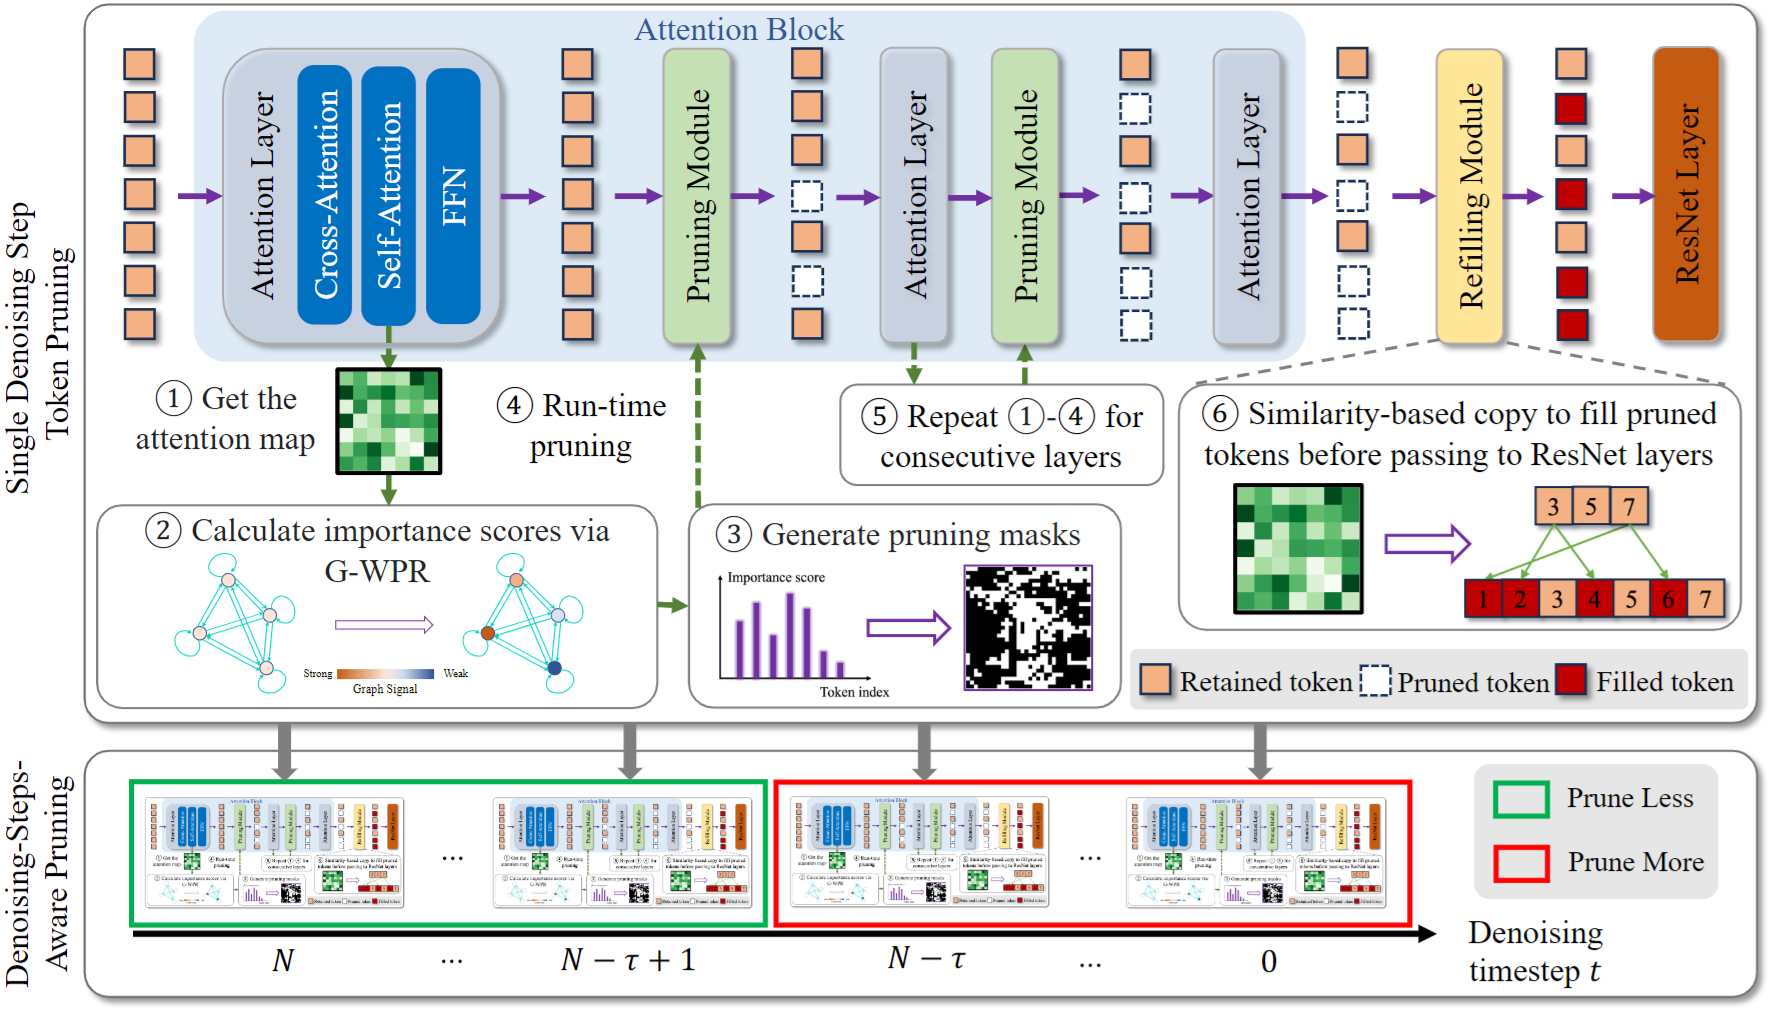 Attention Block
Single Denoising Step
Token Pruning
Attention Layer
Cross-Attention
Self-Attention
FFN
Pruning Module
Attention Layer
Pruning Module
Attention Layer
Refilling Module
ResNet Layer
① Get the
attention map
④ Run-time
pruning
⑤ Repeat ①-④ for
consecutive layers
⑥ Similarity-based copy to fill pruned
tokens before passing to ResNet layers
3 5 7
1 2 3 4 5 6 7
② Calculate importance scores via
G-WPR
Strong
Weak
Graph Signal
③ Generate pruning masks
Importance score
Token index
Retained token
Pruned token
Filled token
Denoising-Steps-
Aware Pruning
...
...
Prune Less
Prune More
N ... N − τ + 1 N − τ ... 0
Denoising
timestep t